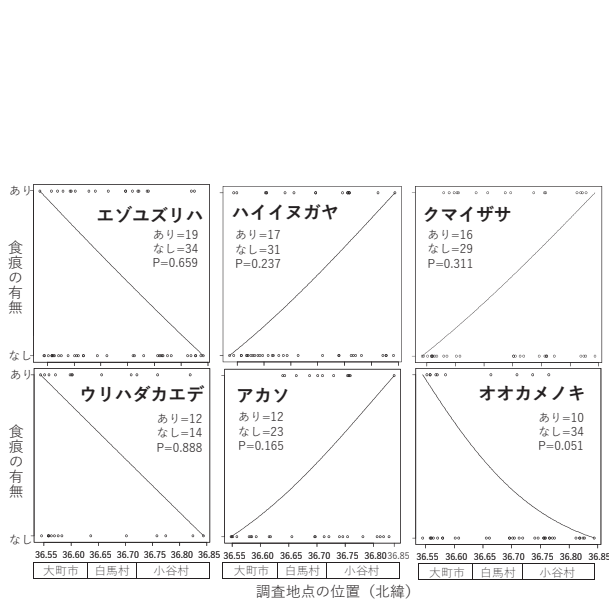 あり
食痕の有無
なし
エゾユズリハ
あり=19
なし=34
P=0.659
ハイイヌガヤ
あり=17
なし=31
P=0.237
クマイザサ
あり=16
なし=29
P=0.311
あり
食痕の有無
なし
ウリハダカエデ
あり=12
なし=14
P=0.888
アカソ
あり=12
なし=23
P=0.165
オオカメノキ
あり=10
なし=34
P=0.051
36.55 36.60 36.65 36.70 36.75 36.80 36.85
36.55 36.60 36.65 36.70 36.75 36.80 36.85
36.55 36.60 36.65 36.70 36.75 36.80 36.85
大町市 白馬村 小谷村
大町市 白馬村 小谷村
大町市 白馬村 小谷村
調査地点の位置（北緯）